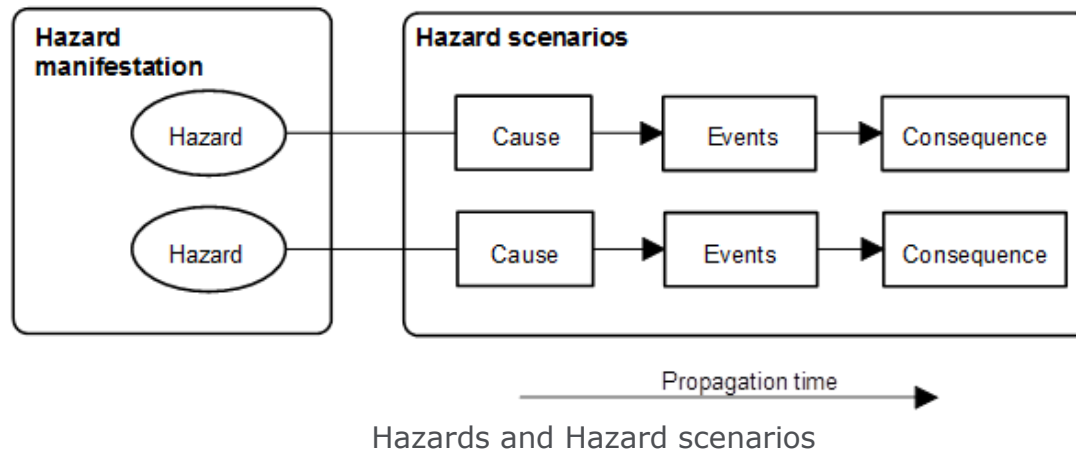 Hazard
manifestation
Hazard scenarios
Hazard
Cause
Events
Consequence
Hazard
Cause
Events
Consequence
Propagation time
Hazards and Hazard scenarios